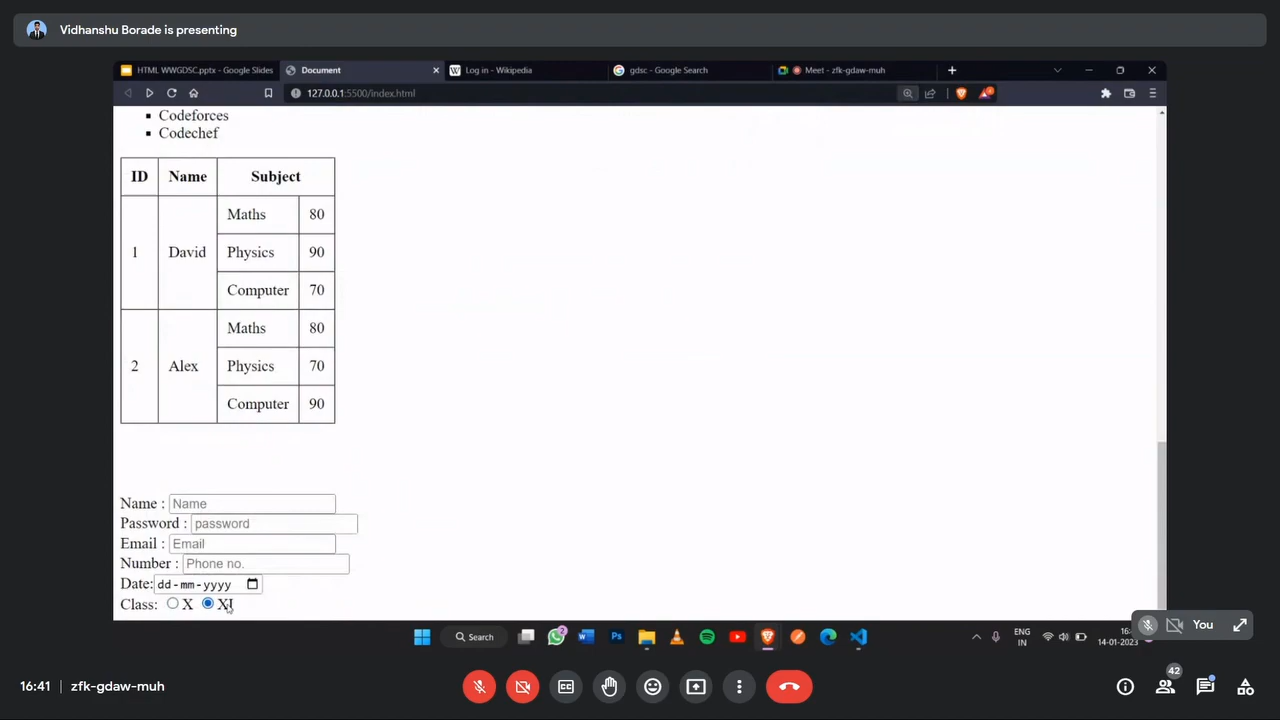 Vidhanshu Borade is presenting
HTML WWGDSC.pptx - Google Slides
Document
Log in - Wikipedia
gdsc - Google Search
Meet - zfk-gdaw-muh
127.0.0.1:5500/index.html
Codeforces
Codechef
ID Name Subject
1 David Maths 80
Physics 90
Computer 70
2 Alex Maths 80
Physics 70
Computer 90
Name : Name
Password : password
Email : Email
Number : Phone no.
Date: dd-mm-yyyy
Class: X XI
You
Search
2
ENG
IN
14-01-2023
16:41 | zfk-gdaw-muh
42